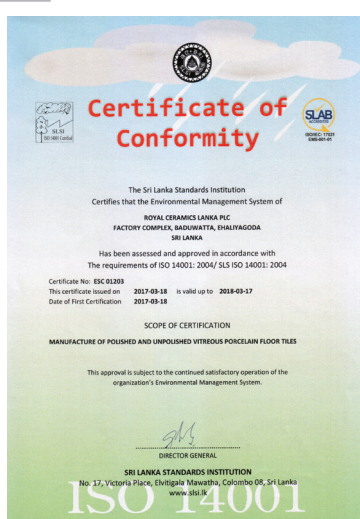 Certificate of
Conformity
SLSI
SLAB
ACCREDITED
ISO/IEC: 17021
EMS-001-01
The Sri Lanka Standards Institution
Certifies that the Environmental Management System of
ROYAL CERAMICS LANKA PLC
FACTORY COMPLEX, BADUWATTA, EHALIYAGODA
SRI LANKA
Has been assessed and approved in accordance with
The requirements of ISO 14001: 2004/ SLS ISO 14001: 2004
Certificate No: ESC 01203
This certificate issued on 2017-03-18 is valid up to 2018-03-17
Date of First Certification 2017-03-18
SCOPE OF CERTIFICATION
MANUFACTURE OF POLISHED AND UNPOLISHED VITREOUS PORCELAIN FLOOR TILES
This approval is subject to the continued satisfactory operation of the
organization's Environmental Management System.
DIRECTOR GENERAL
SRI LANKA STANDARDS INSTITUTION
No. 17, Victoria Place, Elvitigala Mawatha, Colombo 08, Sri Lanka
www.slsi.lk
ISO 14001